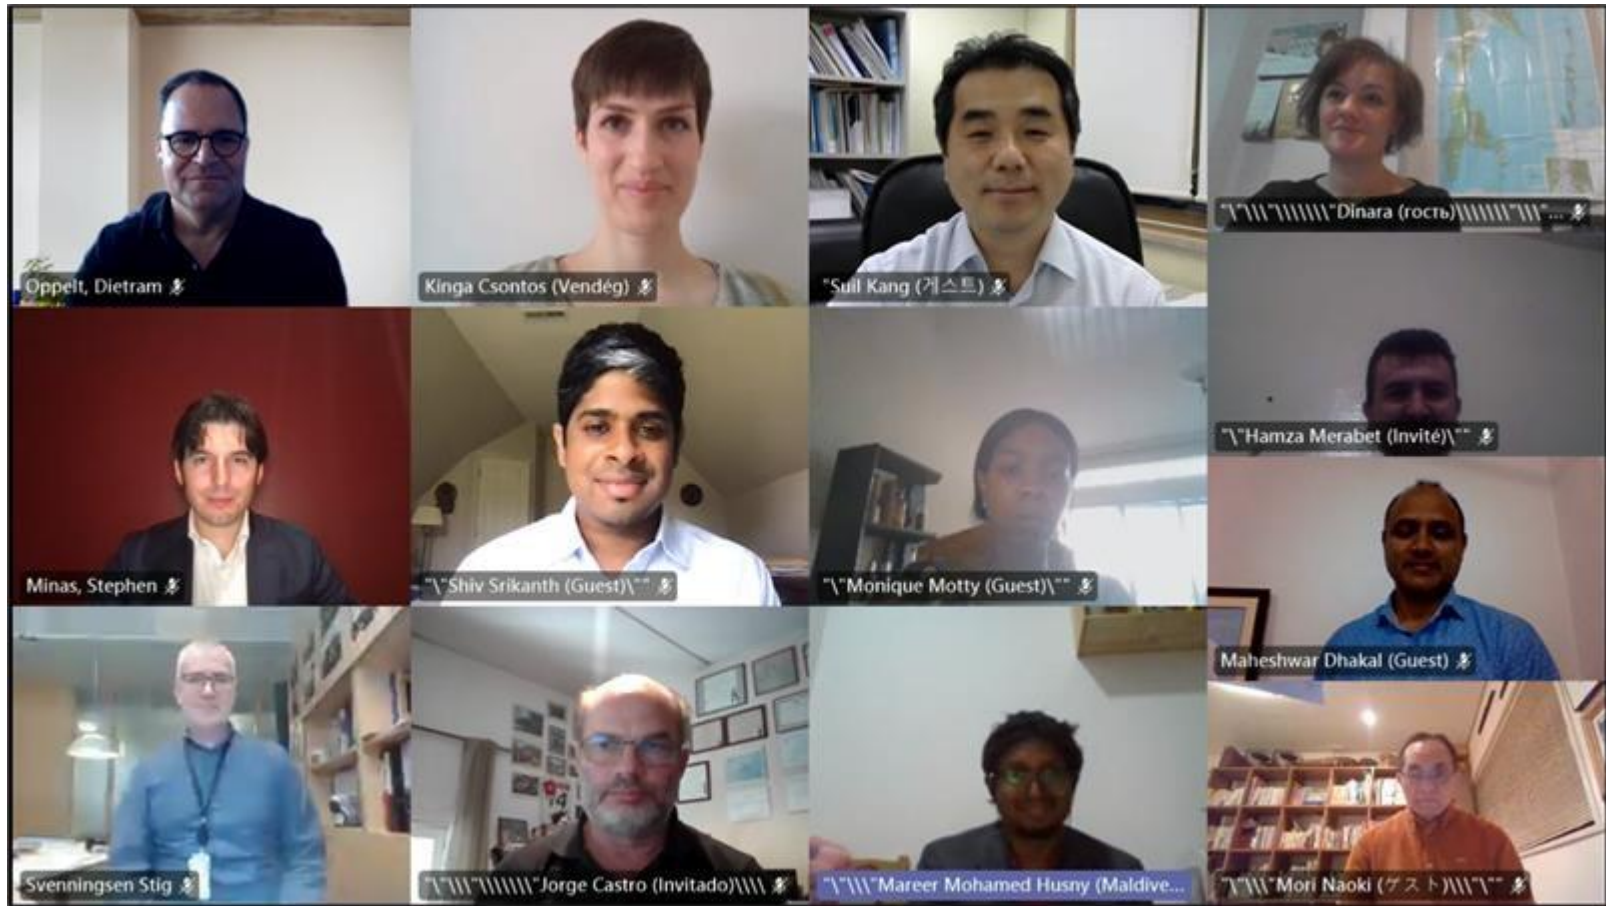 Oppelt, Dietram
Kinga Csontos (Vendég)
"Suil Kang (게스트)
"\"\\\"\\\\\\\"Dinara (гость)\\\\\\\"\\\"...
"\"Hamza Merabet (Invité)\""
Minas, Stephen
"\"Shiv Srikanth (Guest)\""
"\"Monique Motty (Guest)\""
Maheshwar Dhakal (Guest)
Svenningsen Stig
"\"\\\"\\\\\\\"Jorge Castro (Invitado)\\\\
"\"\\\"Mareer Mohamed Husny (Maldive...
"\"\\\"Mori Naoki (ゲスト)\\\"\""